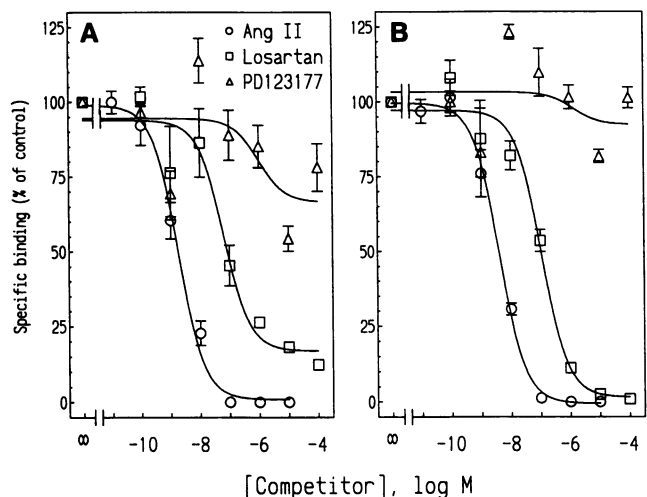 A
B
Ang II
Losartan
PD123177
Specific binding (% of control)
125
100
75
50
25
0
125
100
75
50
25
0
∞ -10 -8 -6 -4
∞ -10 -8 -6 -4
[Competitor], log M